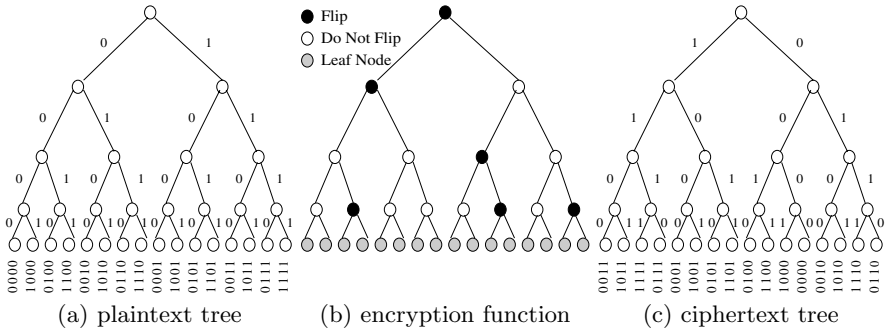 Flip
Do Not Flip
Leaf Node
0 1
1 0
0 1 0 1
1 0 0 1
0 1 0 1 0 1 0 1
0 1 0 1 1 0 0 1
0 1 0 1 0 1 0 1 0 1 0 1 0 1 0 1
0 1 1 0 0 1 0 1 0 1 1 0 0 1 1 0
0000 1000 0100 1100 0010 1010 0110 1110 0001 1001 0101 1101 0011 1011 0111 1111
0011 1011 1111 0111 0001 1001 0101 1101 0100 1100 1000 0000 0010 1010 1110 0110
(a) plaintext tree
(b) encryption function
(c) ciphertext tree